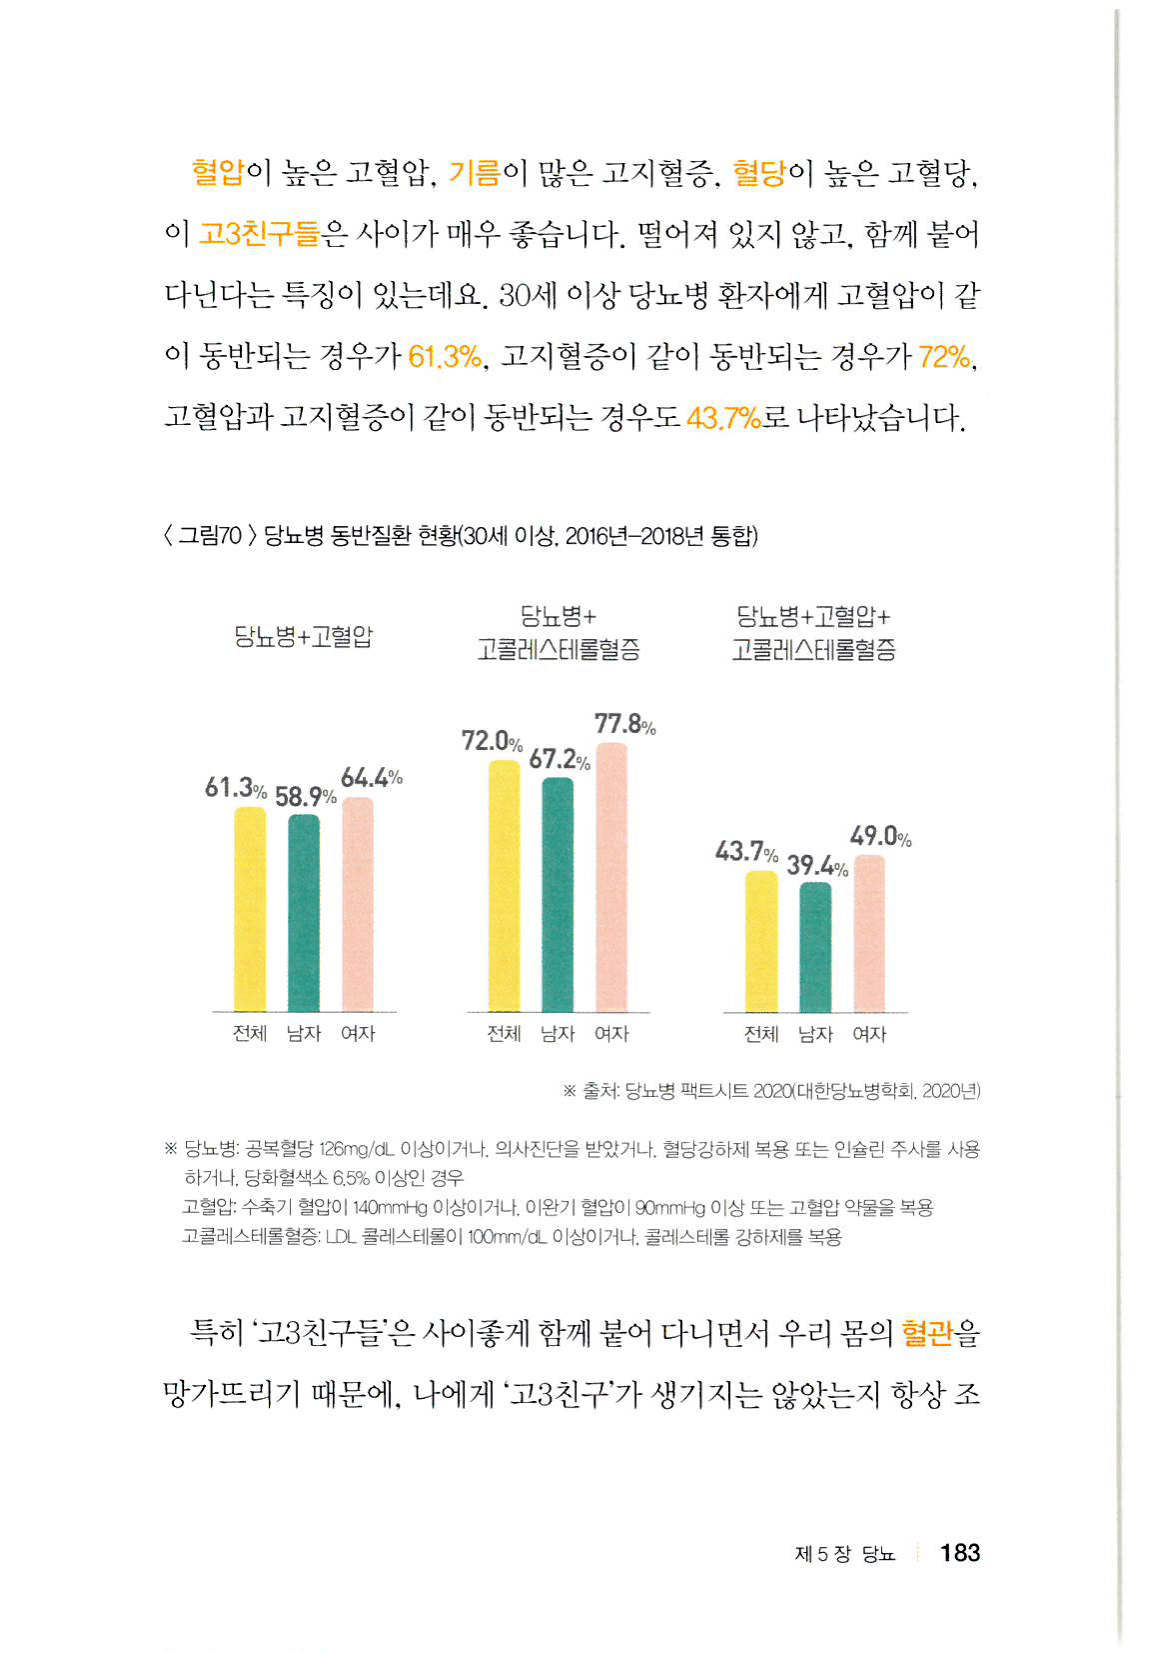 혈압이 높은 고혈압, 기름이 많은 고지혈증, 혈당이 높은 고혈당,
이 고3친구들은 사이가 매우 좋습니다. 떨어져 있지 않고, 함께 붙어
다닌다는 특징이 있는데요. 30세 이상 당뇨병 환자에게 고혈압이 같
이 동반되는 경우가 61.3%, 고지혈증이 같이 동반되는 경우가 72%,
고혈압과 고지혈증이 같이 동반되는 경우도 43.7%로 나타났습니다.
〈 그림70 〉 당뇨병 동반질환 현황(30세 이상, 2016년-2018년 통합)
당뇨병+고혈압
61.3% 58.9% 64.4%
전체 남자 여자
당뇨병+
고콜레스테롤혈증
72.0% 67.2% 77.8%
전체 남자 여자
당뇨병+고혈압+
고콜레스테롤혈증
43.7% 39.4% 49.0%
전체 남자 여자
※ 출처: 당뇨병 팩트시트 2020(대한당뇨병학회, 2020년)
※ 당뇨병: 공복혈당 126mg/dL 이상이거나, 의사진단을 받았거나, 혈당강하제 복용 또는 인슐린 주사를 사용
하거나, 당화혈색소 6.5% 이상인 경우
고혈압: 수축기 혈압이 140mmHg 이상이거나, 이완기 혈압이 90mmHg 이상 또는 고혈압 약물을 복용
고콜레스테롤혈증: LDL 콜레스테롤이 100mm/dL 이상이거나, 콜레스테롤 강하제를 복용
특히 ‘고3친구들’은 사이좋게 함께 붙어 다니면서 우리 몸의 혈관을
망가뜨리기 때문에, 나에게 ‘고3친구’가 생기지는 않았는지 항상 조
제 5 장 당뇨 183